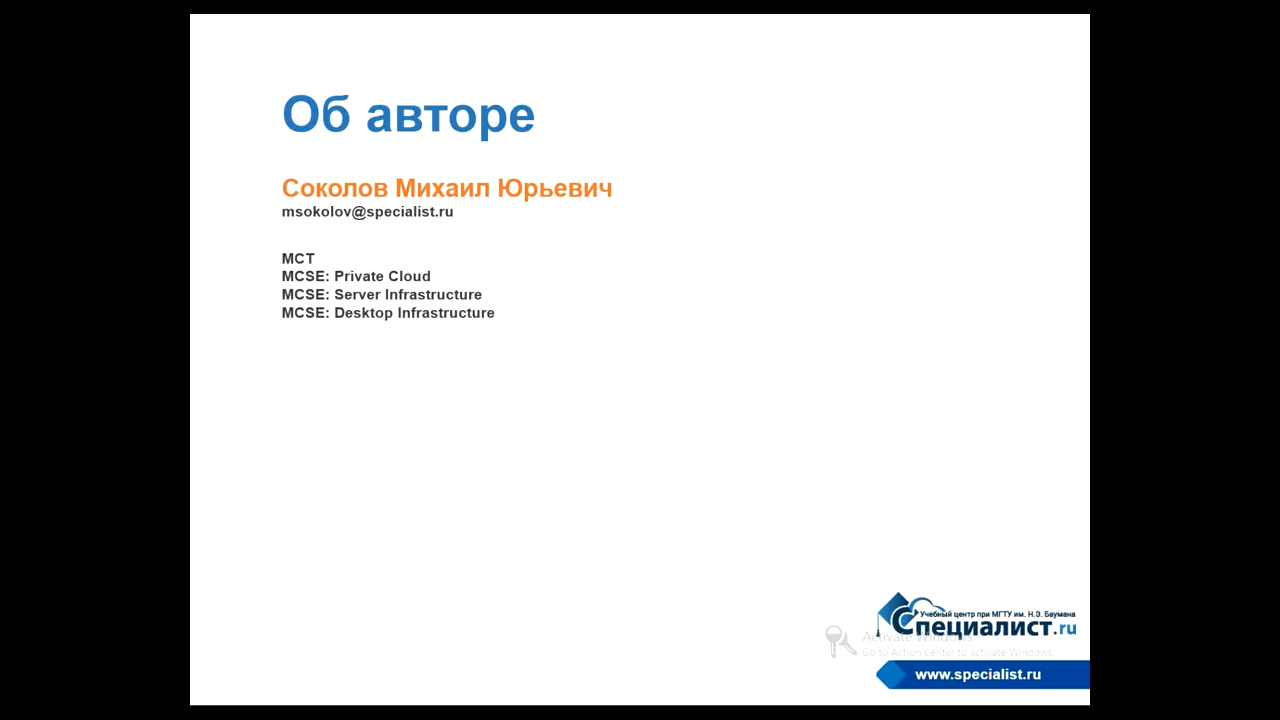 Об авторе
Соколов Михаил Юрьевич
msokolov@specialist.ru
MCT
MCSE: Private Cloud
MCSE: Server Infrastructure
MCSE: Desktop Infrastructure
Учебный центр при МГТУ им. Н.Э. Баумана
Специалист.ru
Activate Windows
Go to Action Center to activate Windows.
www.specialist.ru